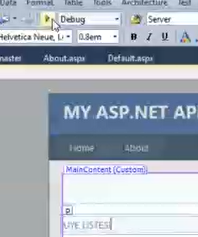 Data Format Table Tools Architecture Test
Debug Server
Helvetica Neue, L 0.8em B I U A
master About.aspx Default.aspx
MY ASP.NET AP
Home About
MainContent (Custom)
p
UYE LISTESI